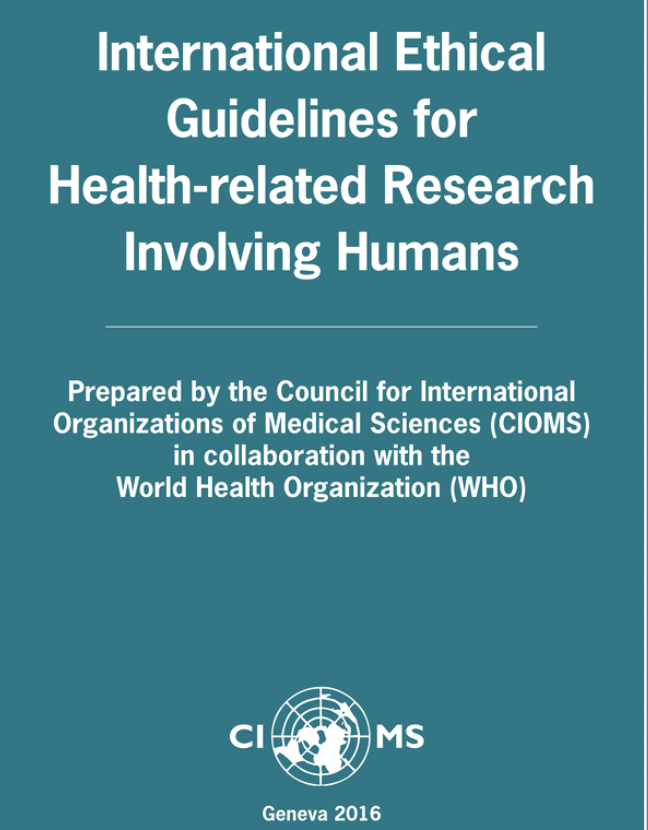 International Ethical
Guidelines for
Health-related Research
Involving Humans
Prepared by the Council for International
Organizations of Medical Sciences (CIOMS)
in collaboration with the
World Health Organization (WHO)
CI MS
Geneva 2016